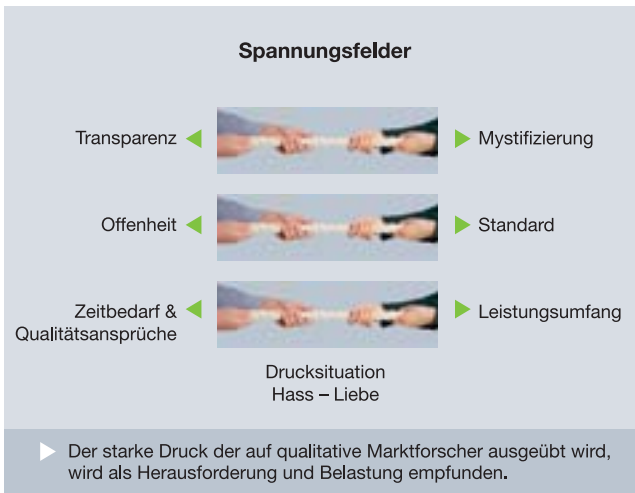 Spannungsfelder
Transparenz
Mystifizierung
Offenheit
Standard
Zeitbedarf &
Qualitätsansprüche
Leistungsumfang
Drucksituation
Hass – Liebe
Der starke Druck der auf qualitative Marktforscher ausgeübt wird,
wird als Herausforderung und Belastung empfunden.